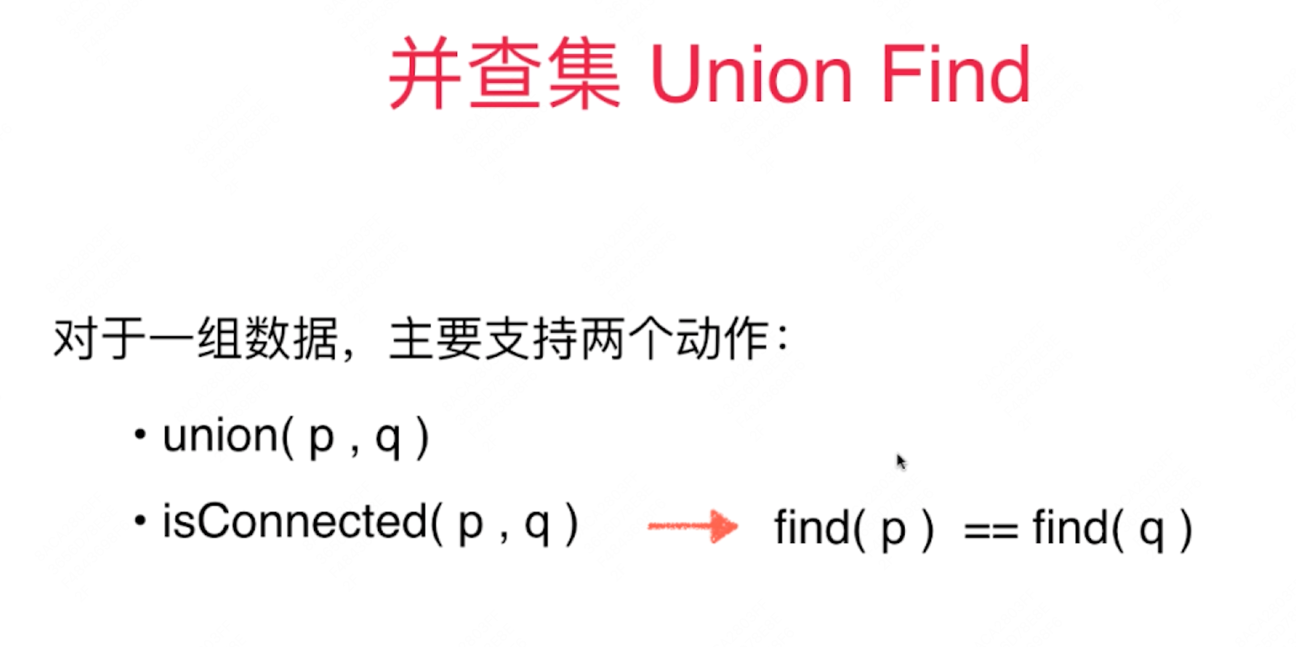 并查集 Union Find
对于一组数据，主要支持两个动作：
• union( p , q )
• isConnected( p , q ) find( p ) == find( q )